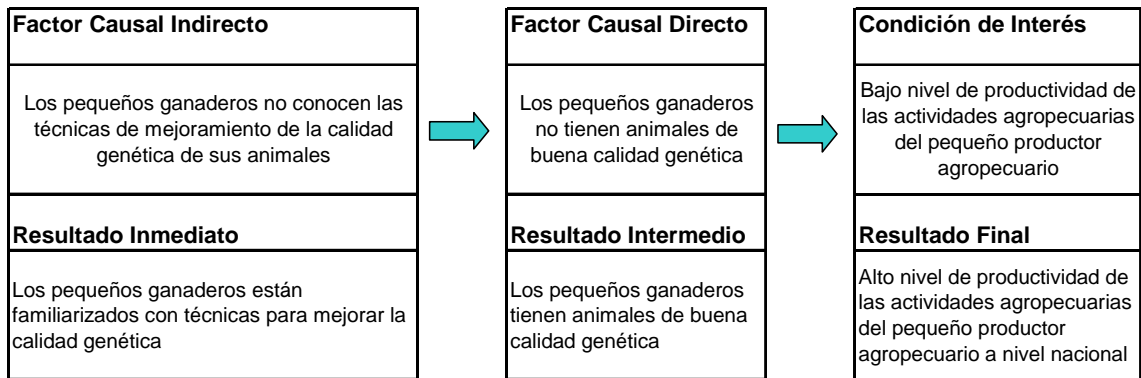 Factor Causal Indirecto
Los pequeños ganaderos no conocen las
técnicas de mejoramiento de la calidad
genética de sus animales
Resultado Inmediato
Los pequeños ganaderos están
familiarizados con técnicas para mejorar la
calidad genética
Factor Causal Directo
Los pequeños ganaderos
no tienen animales de
buena calidad genética
Resultado Intermedio
Los pequeños ganaderos
tienen animales de buena
calidad genética
Condición de Interés
Bajo nivel de productividad de
las actividades agropecuarias
del pequeño productor
agropecuario
Resultado Final
Alto nivel de productividad de
las actividades agropecuarias
del pequeño productor
agropecuario a nivel nacional